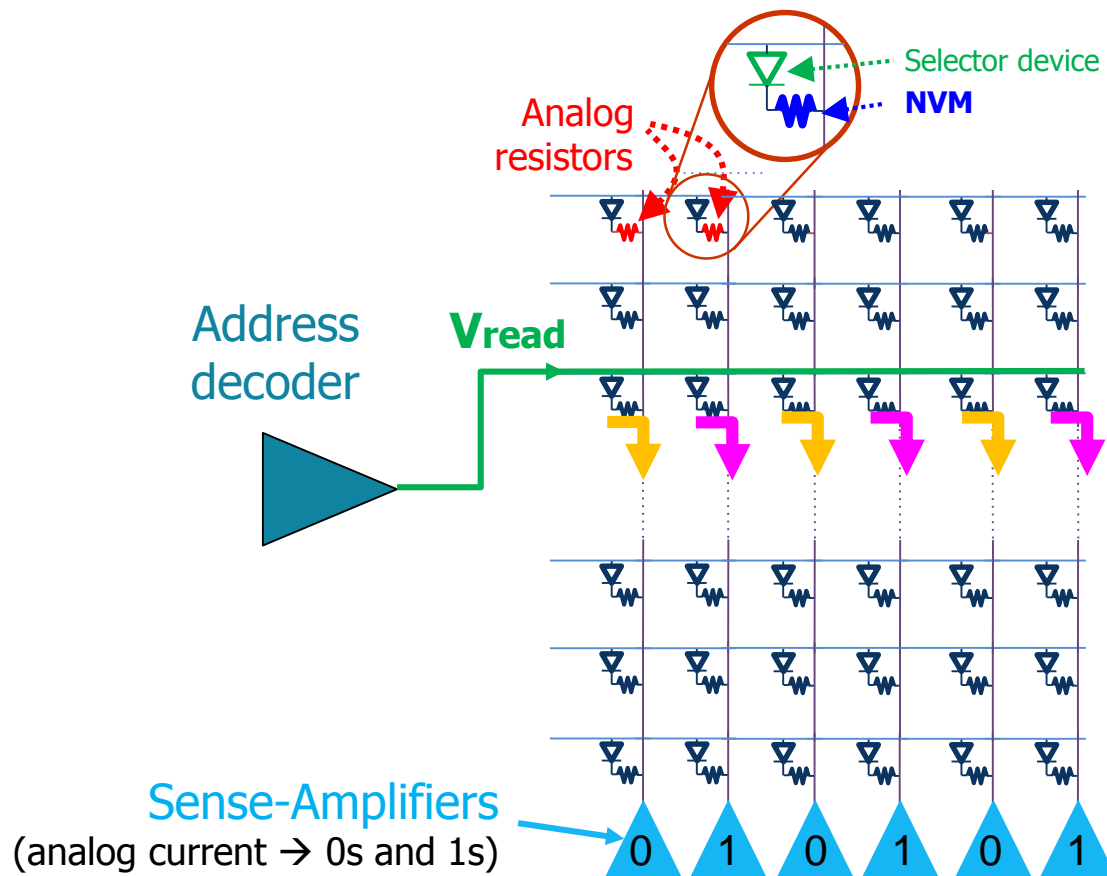 Selector device
NVM
Analog
resistors
Address
decoder
Vread
Sense-Amplifiers
(analog current → 0s and 1s)
0 1 0 1 0 1